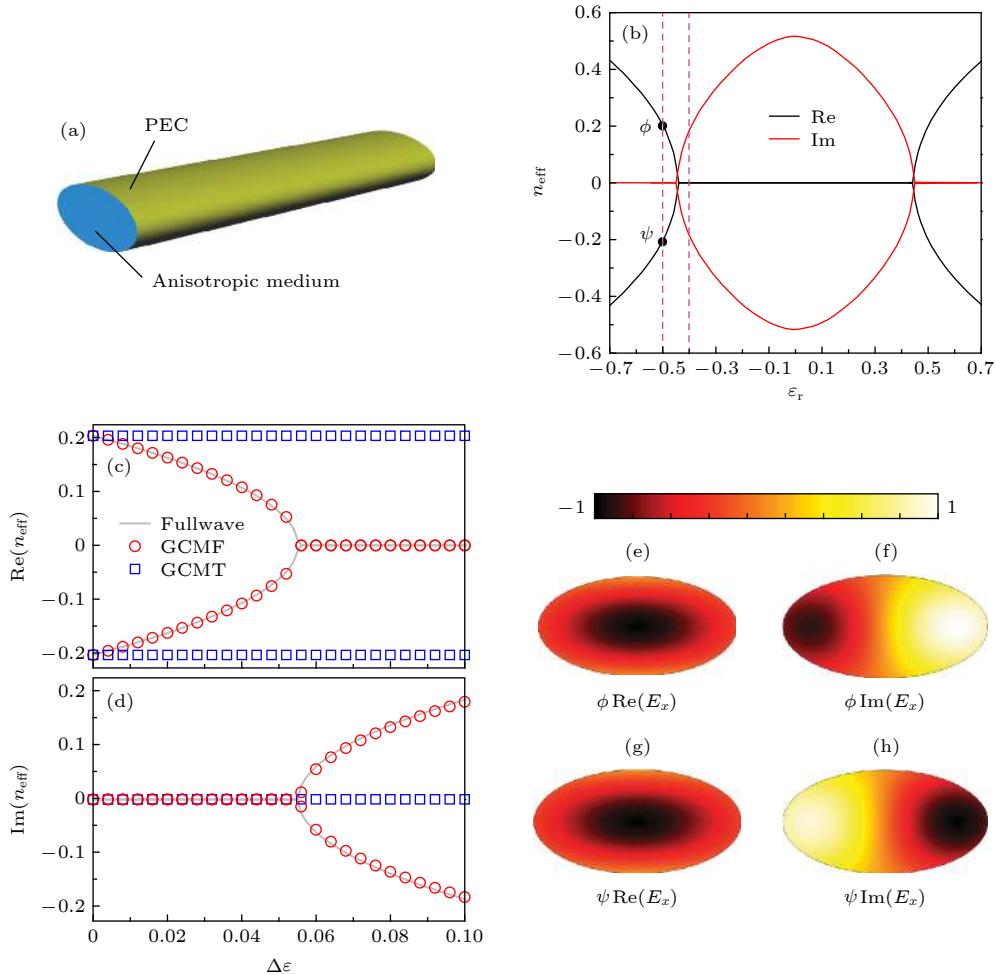 (a)
PEC
Anisotropic medium
(b)
0.6
0.4
0.2
0
−0.2
−0.4
−0.6
n_eff
ϕ
ψ
Re
Im
−0.7 −0.5 −0.3 −0.1 0.1 0.3 0.5 0.7
ε_r
(c)
0.2
0.1
0
−0.1
−0.2
Re(n_eff)
Fullwave
GCMF
GCMT
(d)
0.2
0.1
0
−0.1
−0.2
Im(n_eff)
0 0.02 0.04 0.06 0.08 0.10
Δε
−1 1
(e) (f)
ϕ Re(E_x) ϕ Im(E_x)
(g) (h)
ψ Re(E_x) ψ Im(E_x)